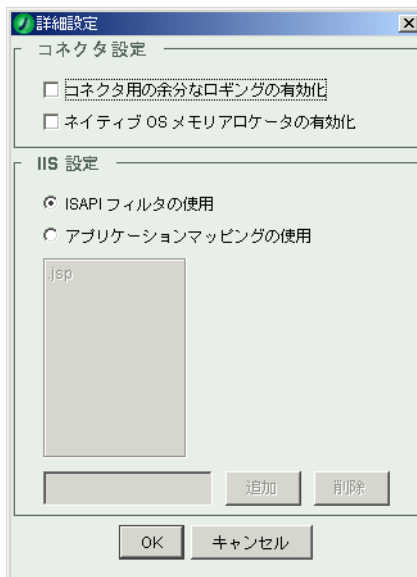 詳細設定
コネクタ設定
コネクタ用の余分なロギングの有効化
ネイティブ OS メモリアロケータの有効化
IIS 設定
ISAPI フィルタの使用
アプリケーションマッピングの使用
.jsp
追加 削除
OK キャンセル